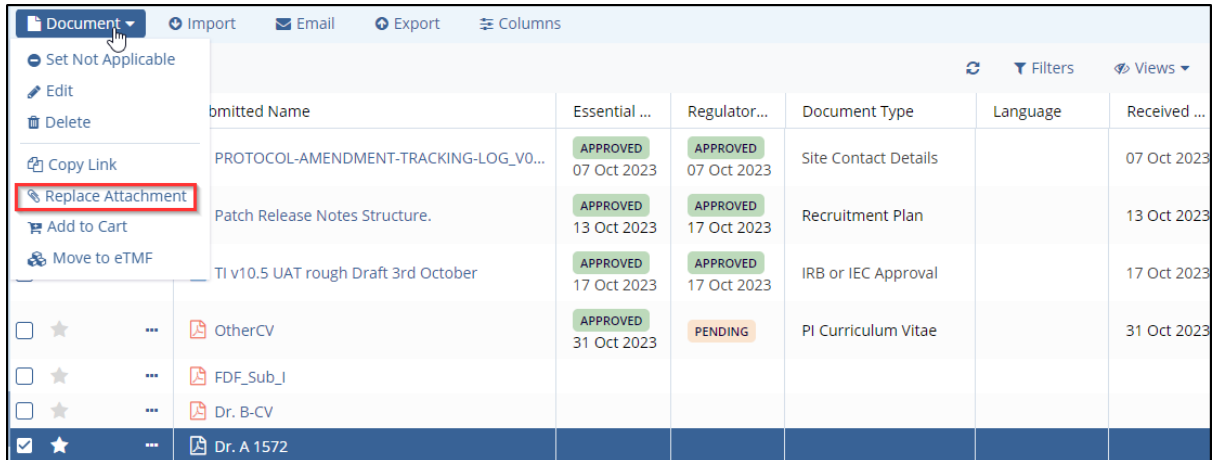 Document Import Email Export Columns
Set Not Applicable
Edit
Delete
Copy Link
Replace Attachment
Add to Cart
Move to eTMF
Filters Views
bmitted Name Essential ... Regulator... Document Type Language Received ...
PROTOCOL-AMENDMENT-TRACKING-LOG_V0... APPROVED APPROVED Site Contact Details 07 Oct 2023
07 Oct 2023 07 Oct 2023
Patch Release Notes Structure. APPROVED APPROVED Recruitment Plan 13 Oct 2023
13 Oct 2023 17 Oct 2023
TI v10.5 UAT rough Draft 3rd October APPROVED APPROVED IRB or IEC Approval 17 Oct 2023
17 Oct 2023 17 Oct 2023
OtherCV APPROVED PENDING PI Curriculum Vitae 31 Oct 2023
31 Oct 2023
FDF_Sub_I
Dr. B-CV
Dr. A 1572